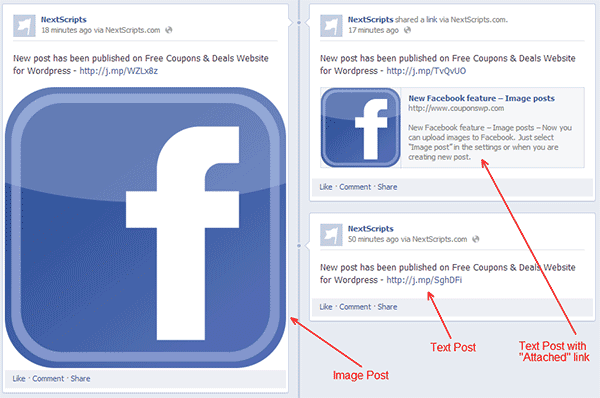 NextScripts
18 minutes ago via NextScripts.com
New post has been published on Free Coupons & Deals Website
for Wordpress - http://j.mp/WZLx8z
Like · Comment · Share
NextScripts shared a link via NextScripts.com.
17 minutes ago
New post has been published on Free Coupons & Deals Website
for Wordpress - http://j.mp/TvQvUO
New Facebook feature – Image posts
http://www.couponswp.com
New Facebook feature – Image posts – Now you
can upload images to Facebook. Just select
"Image post" in the settings or when you are
creating new post.
Like · Comment · Share
NextScripts
50 minutes ago via NextScripts.com
New post has been published on Free Coupons & Deals Website
for Wordpress - http://j.mp/SghDFi
Like · Comment · Share
Image Post
Text Post
Text Post with
"Attached" link